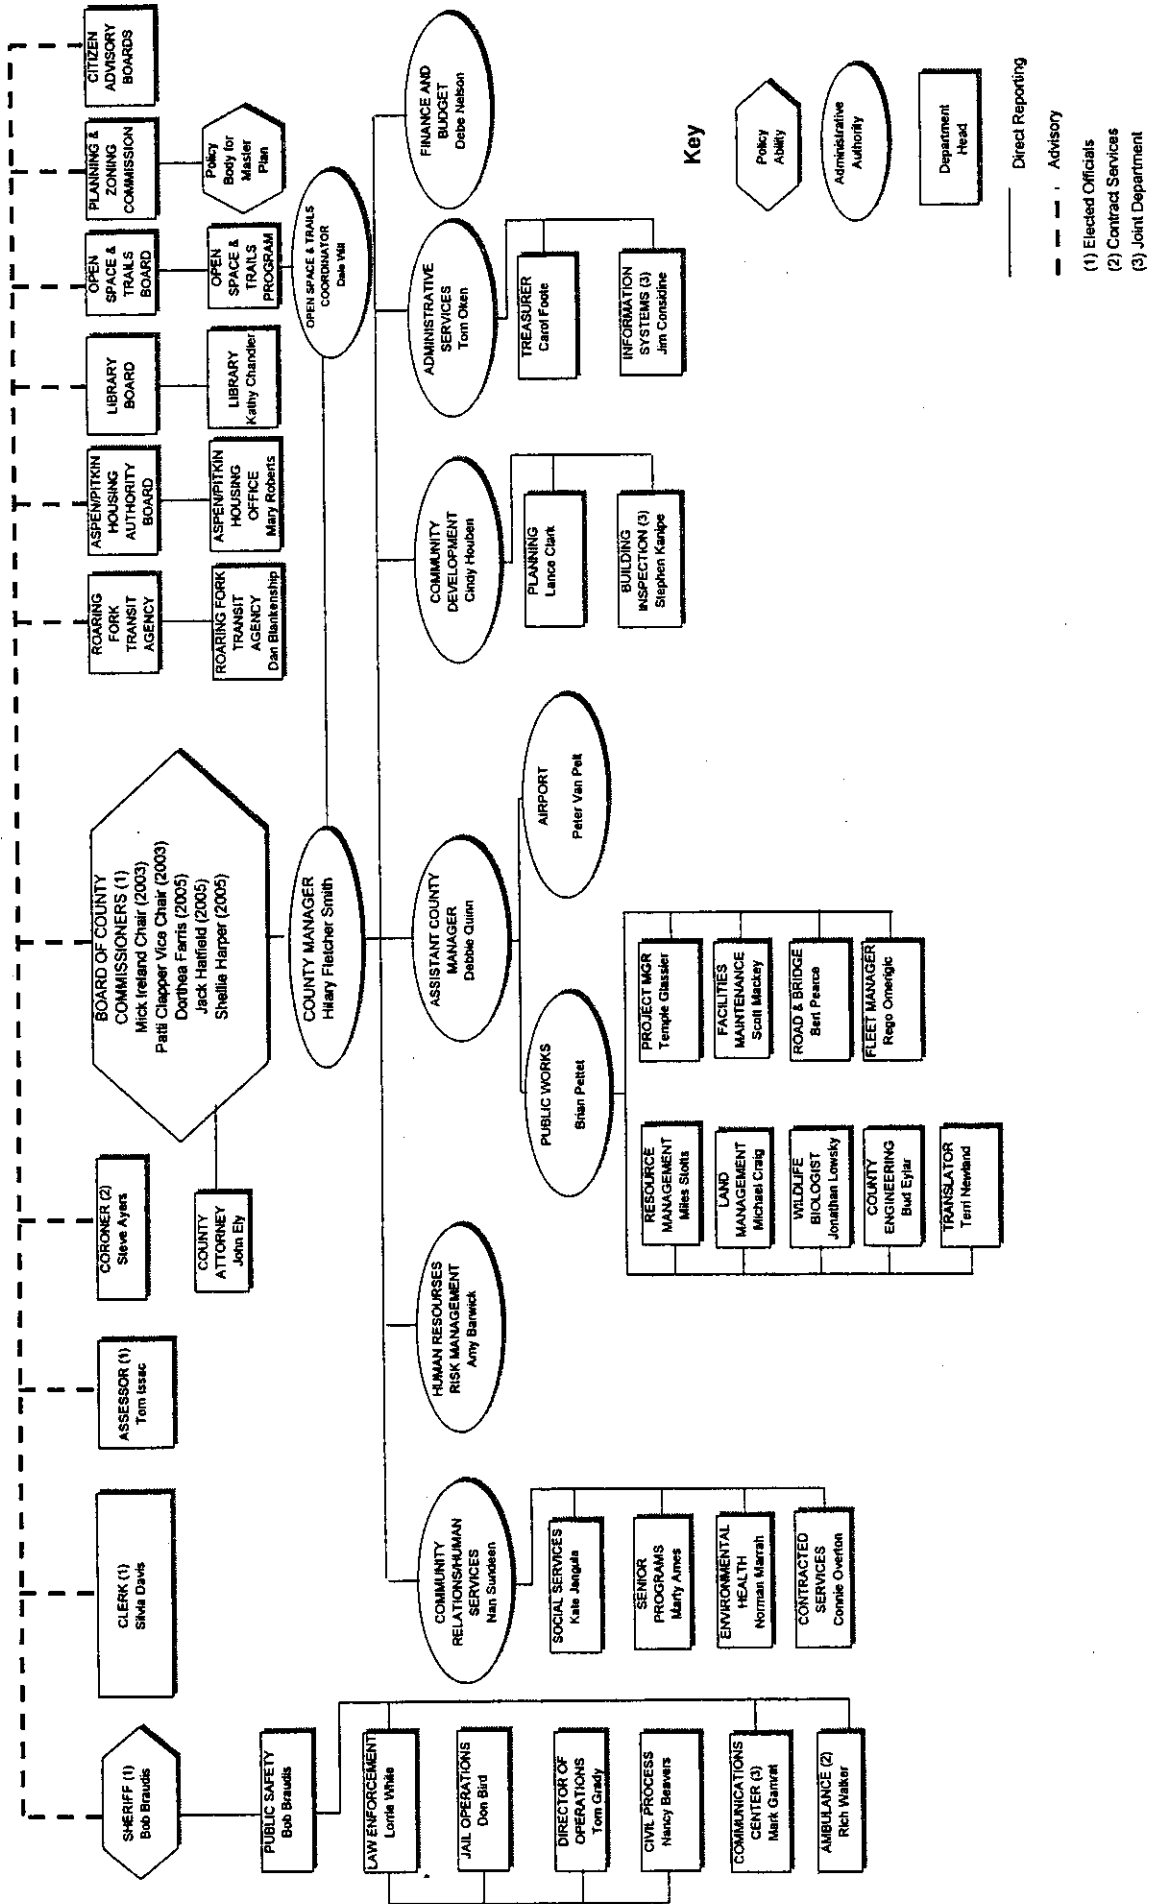 SHERIFF (1)
Bob Braudis
PUBLIC SAFETY
Bob Braudis
LAW ENFORCEMENT
Lorrie White
JAIL OPERATIONS
Don Bird
DIRECTOR OF
OPERATIONS
Tom Grady
CIVIL PROCESS
Nancy Beavers
COMMUNICATIONS
CENTER (3)
Mark Gamrat
AMBULANCE (2)
Rich Walker
CLERK (1)
Silvia Davis
ASSESSOR (1)
Tom Issac
CORONER (2)
Steve Ayers
COUNTY
ATTORNEY
John Ely
BOARD OF COUNTY
COMMISSIONERS (1)
Mick Ireland Chair (2003)
Patti Clapper Vice Chair (2003)
Dorthea Farris (2005)
Jack Hatfield (2005)
Shellie Harper (2005)
ROARING
FORK
TRANSIT
AGENCY
ROARING FORK
TRANSIT
AGENCY
Dan Blankenship
ASPEN/PITKIN
HOUSING
AUTHORITY
BOARD
ASPEN/PITKIN
HOUSING
OFFICE
Mary Roberts
LIBRARY
BOARD
LIBRARY
Kathy Chandler
OPEN
SPACE &
TRAILS
BOARD
OPEN
SPACE &
TRAILS
PROGRAM
PLANNING &
ZONING
COMMISSION
Policy
Body for
Master
Plan
CITIZEN
ADVISORY
BOARDS
COUNTY MANAGER
Hilary Fletcher Smith
OPEN SPACE & TRAILS
COORDINATOR
Dale Will
COMMUNITY
RELATIONS/HUMAN
SERVICES
Nan Sundeen
SOCIAL SERVICES
Kate Jangula
SENIOR
PROGRAMS
Marty Ames
ENVIRONMENTAL
HEALTH
Norman Marrah
CONTRACTED
SERVICES
Connie Overton
HUMAN RESOURSES
RISK MANAGEMENT
Amy Barwick
ASSISTANT COUNTY
MANAGER
Debbie Quinn
PUBLIC WORKS
Brian Pettet
AIRPORT
Peter Van Pelt
RESOURCE
MANAGEMENT
Miles Stotts
LAND
MANAGEMENT
Michael Craig
WILDLIFE
BIOLOGIST
Jonathan Lowsky
COUNTY
ENGINEERING
Bud Eylar
TRANSLATOR
Terri Newland
PROJECT MGR
Temple Glassier
FACILITIES
MAINTENANCE
Scott Mackey
ROAD & BRIDGE
Bert Pearce
FLEET MANAGER
Rego Omerigic
COMMUNITY
DEVELOPMENT
Cindy Houben
PLANNING
Lance Clark
BUILDING
INSPECTION (3)
Stephen Kanipe
ADMINISTRATIVE
SERVICES
Tom Oken
TREASURER
Carol Foote
INFORMATION
SYSTEMS (3)
Jim Considine
FINANCE AND
BUDGET
Debe Nelson
Key
Policy
Ability
Administrative
Authority
Department
Head
Direct Reporting
Advisory
(1) Elected Officials
(2) Contract Services
(3) Joint Department